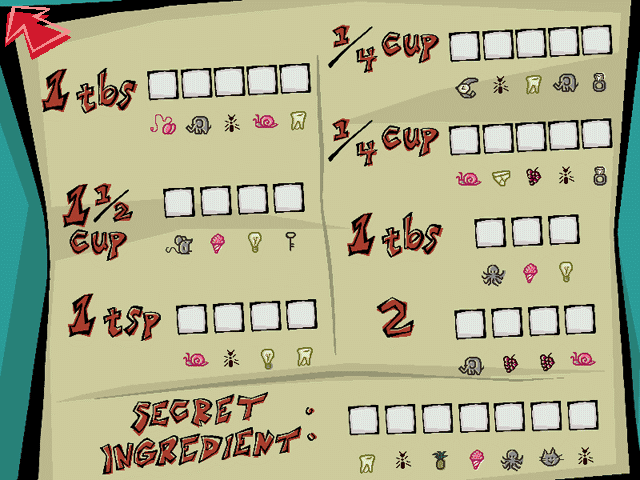 1 tbs
1 1/2
cup
1 tsp
1/4 cup
1/4 cup
1 tbs
2
SECRET
INGREDIENT: